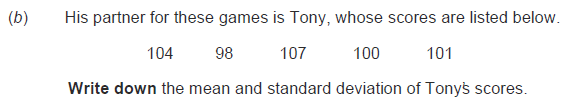 (b) His partner for these games is Tony, whose scores are listed below.
104 98 107 100 101
Write down the mean and standard deviation of Tony's scores.